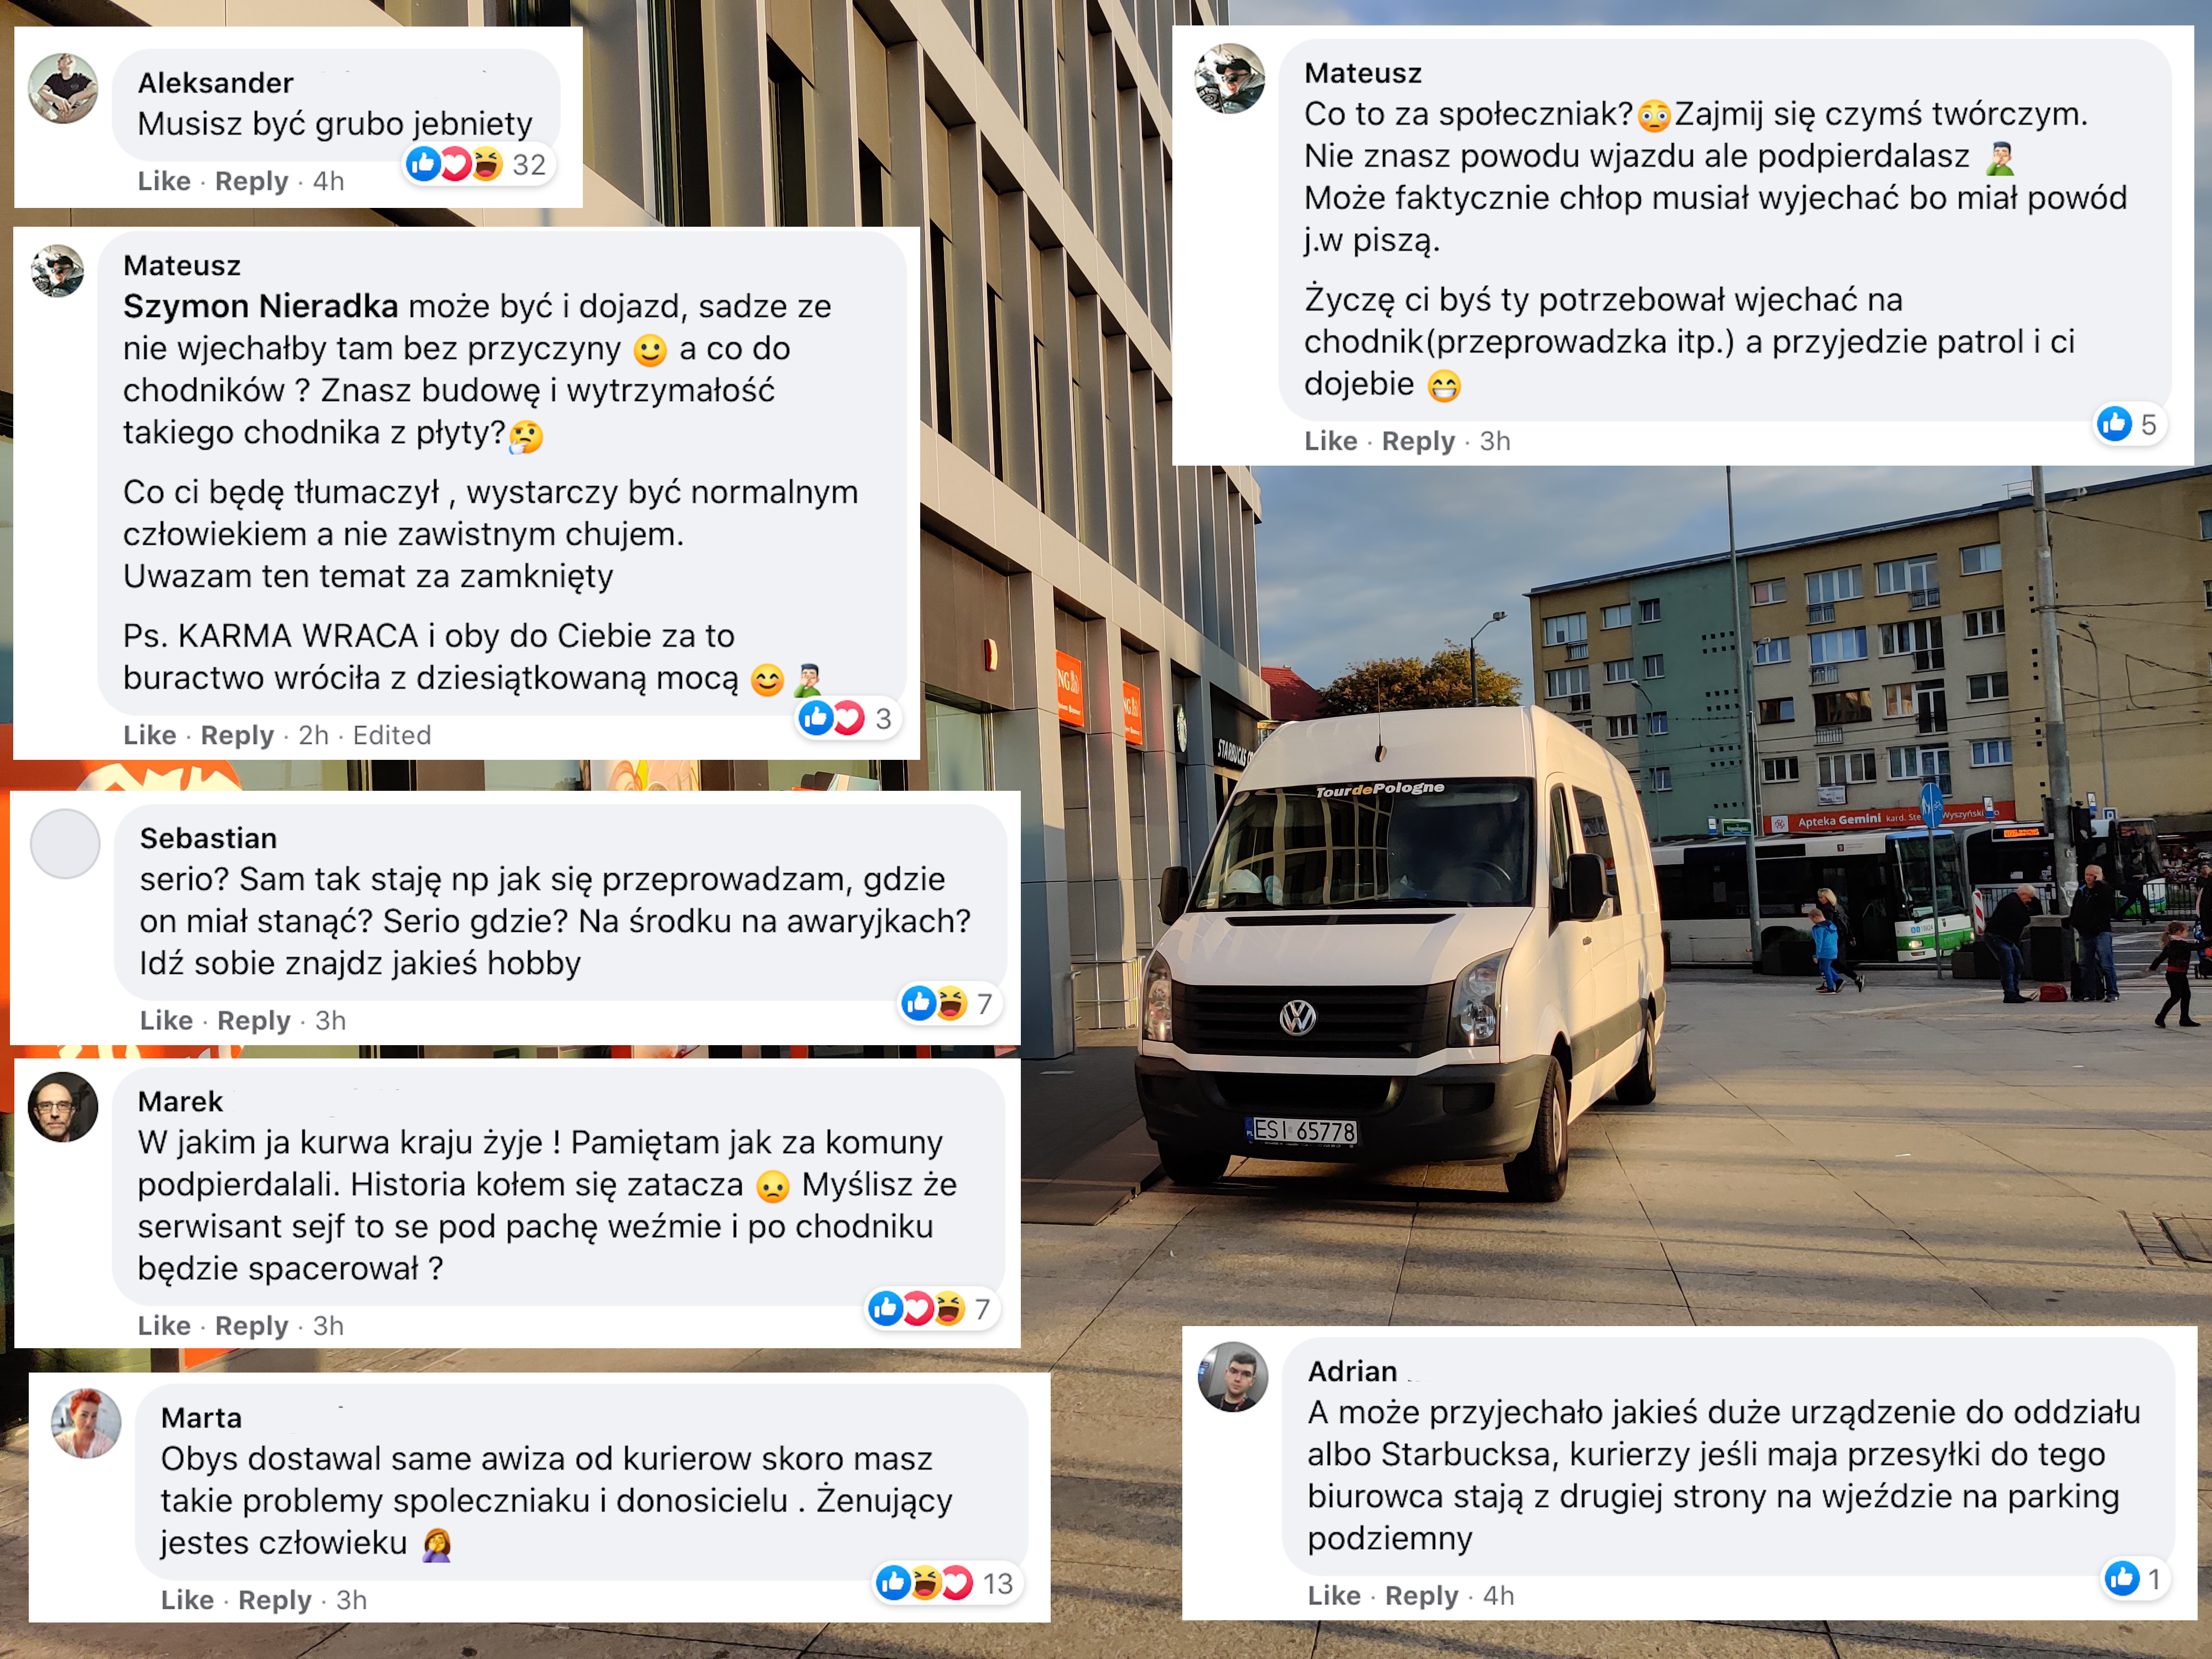 Aleksander
Musisz być grubo jebniety
32
Like · Reply · 4h
Mateusz
Szymon Nieradka może być i dojazd, sadze ze
nie wjechałby tam bez przyczyny 🙂 a co do
chodników ? Znasz budowę i wytrzymałość
takiego chodnika z płyty?🤔
Co ci będę tłumaczył , wystarczy być normalnym
człowiekiem a nie zawistnym chujem.
Uwazam ten temat za zamknięty
Ps. KARMA WRACA i oby do Ciebie za to
buractwo wróciła z dziesiątkowaną mocą 😊 🤦‍♂️
3
Like · Reply · 2h · Edited
Sebastian
serio? Sam tak staję np jak się przeprowadzam, gdzie
on miał stanąć? Serio gdzie? Na środku na awaryjkach?
Idź sobie znajdz jakieś hobby
7
Like · Reply · 3h
Marek
W jakim ja kurwa kraju żyje ! Pamiętam jak za komuny
podpierdalali. Historia kołem się zatacza 😞 Myślisz że
serwisant sejf to se pod pachę weźmie i po chodniku
będzie spacerował ?
7
Like · Reply · 3h
Marta
Obys dostawal same awiza od kurierow skoro masz
takie problemy spoleczniaku i donosicielu . Żenujący
jestes człowieku 🤦‍♀️
13
Like · Reply · 3h
Mateusz
Co to za społeczniak?😳Zajmij się czymś twórczym.
Nie znasz powodu wjazdu ale podpierdalasz 🤦‍♂️
Może faktycznie chłop musiał wyjechać bo miał powód
j.w piszą.
Życzę ci byś ty potrzebował wjechać na
chodnik(przeprowadzka itp.) a przyjedzie patrol i ci
dojebie 😁
5
Like · Reply · 3h
NG
NG
STARBUCKS
TourdePologne
Apteka Gemini kard. Ste Wyszyński
ESI 65778
Adrian
A może przyjechało jakieś duże urządzenie do oddziału
albo Starbucksa, kurierzy jeśli maja przesyłki do tego
biurowca stają z drugiej strony na wjeździe na parking
podziemny
1
Like · Reply · 4h